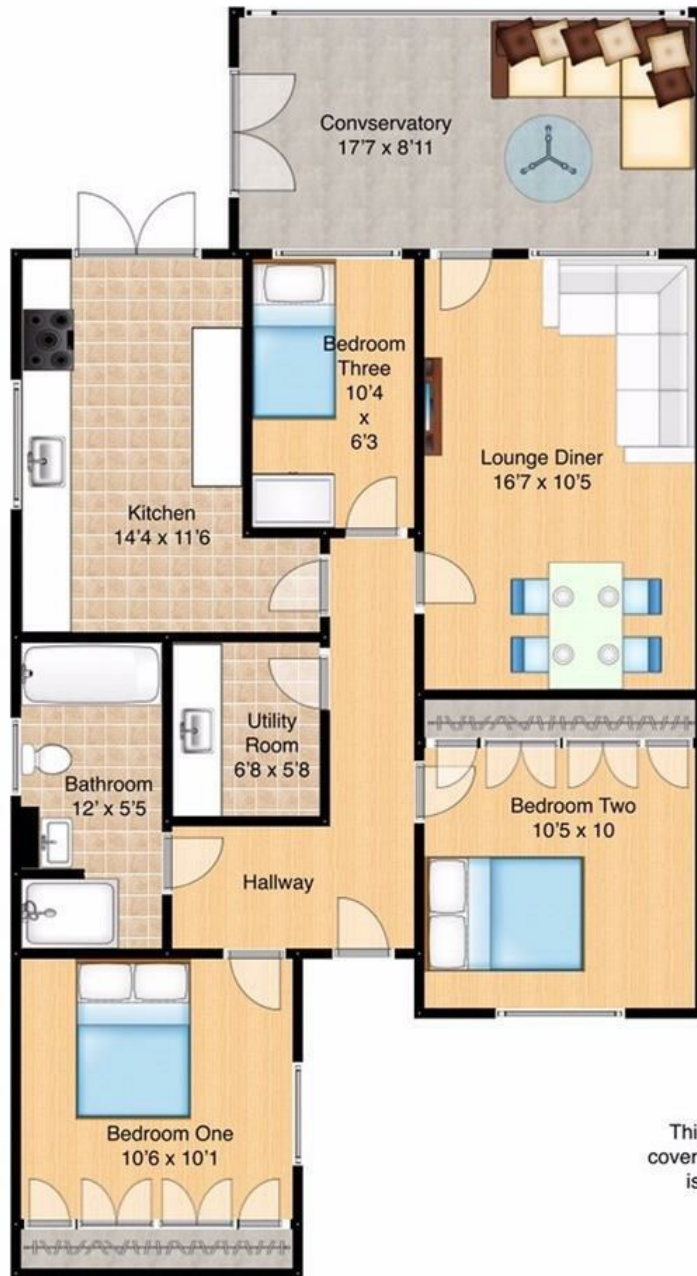 Convservatory
17'7 x 8'11
Bedroom
Three
10'4
x
6'3
Lounge Diner
16'7 x 10'5
Kitchen
14'4 x 11'6
Utility
Room
6'8 x 5'8
Bathroom
12' x 5'5
Bedroom Two
10'5 x 10
Hallway
Bedroom One
10'6 x 10'1
Thi
cover
is